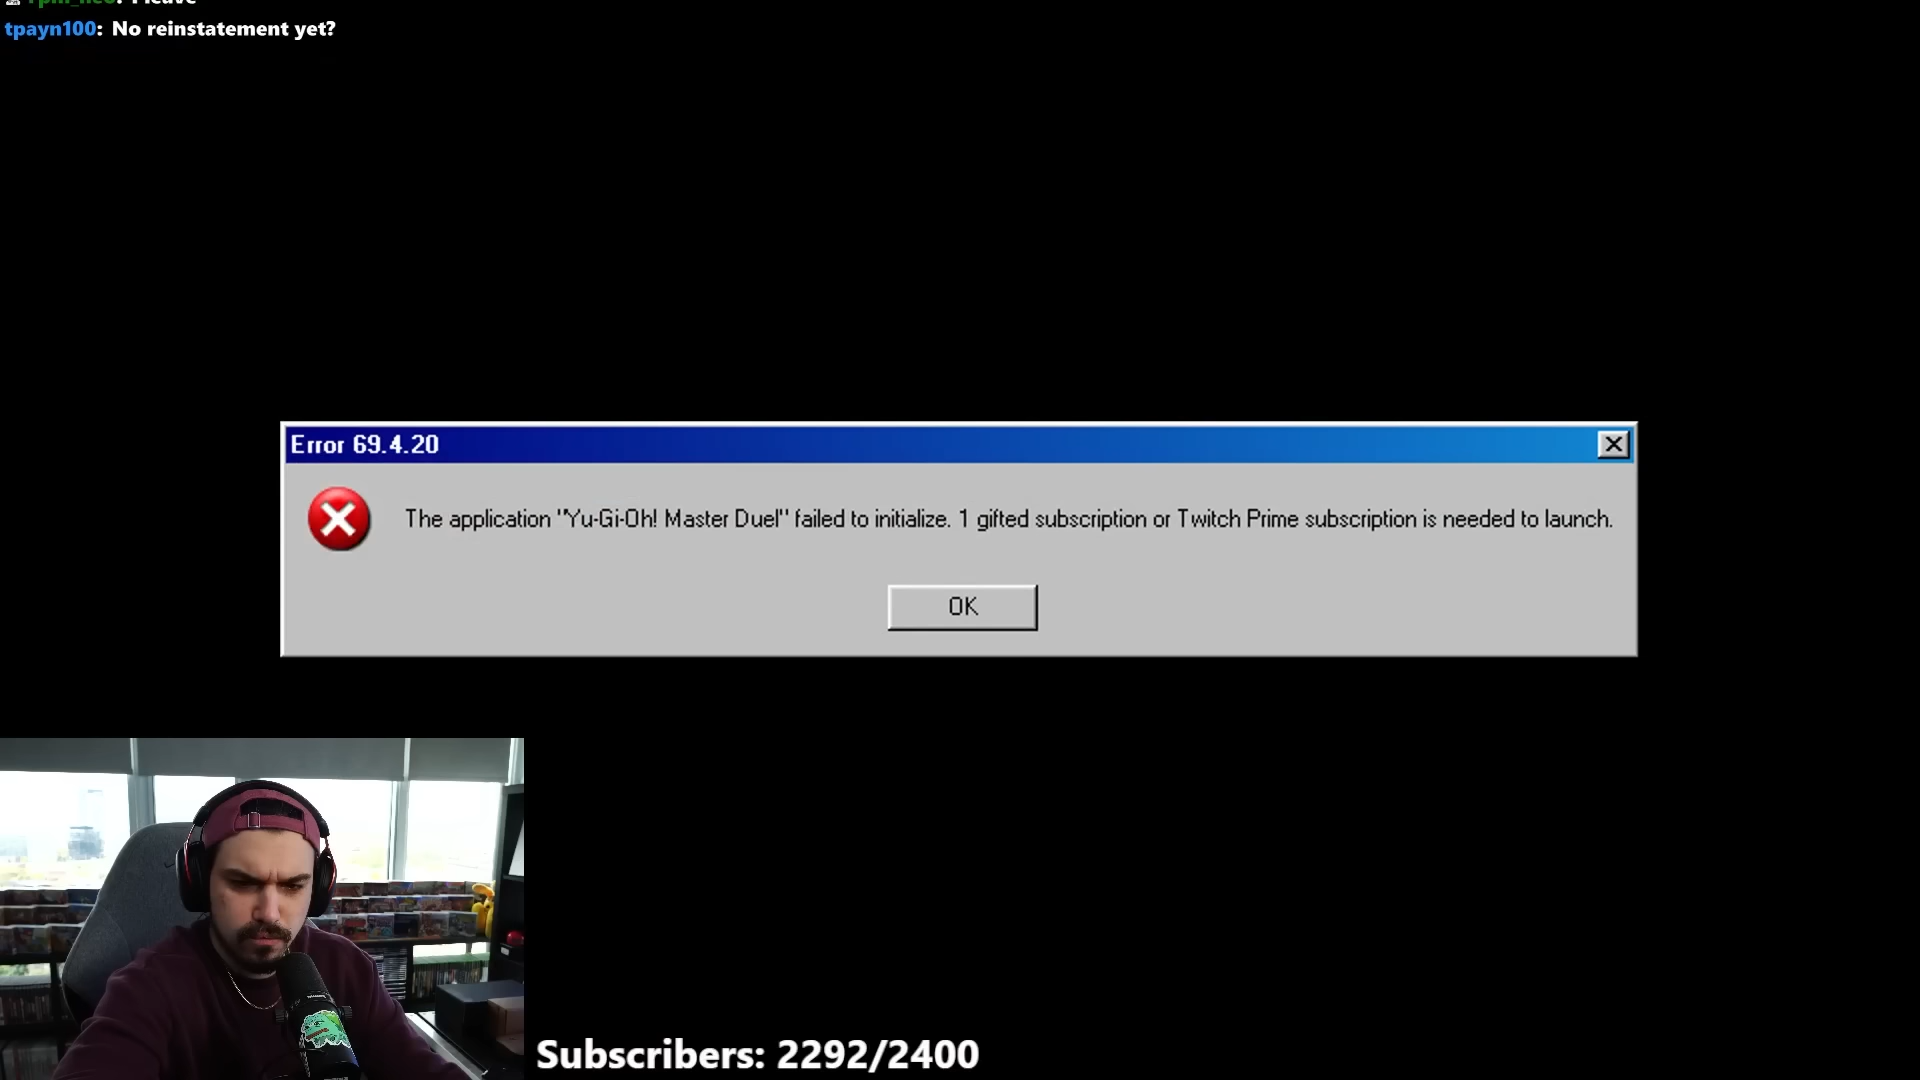 tpayn100: No reinstatement yet?
Error 69.4.20
The application "Yu-Gi-Oh! Master Duel" failed to initialize. 1 gifted subscription or Twitch Prime subscription is needed to launch.
OK
Subscribers: 2292/2400